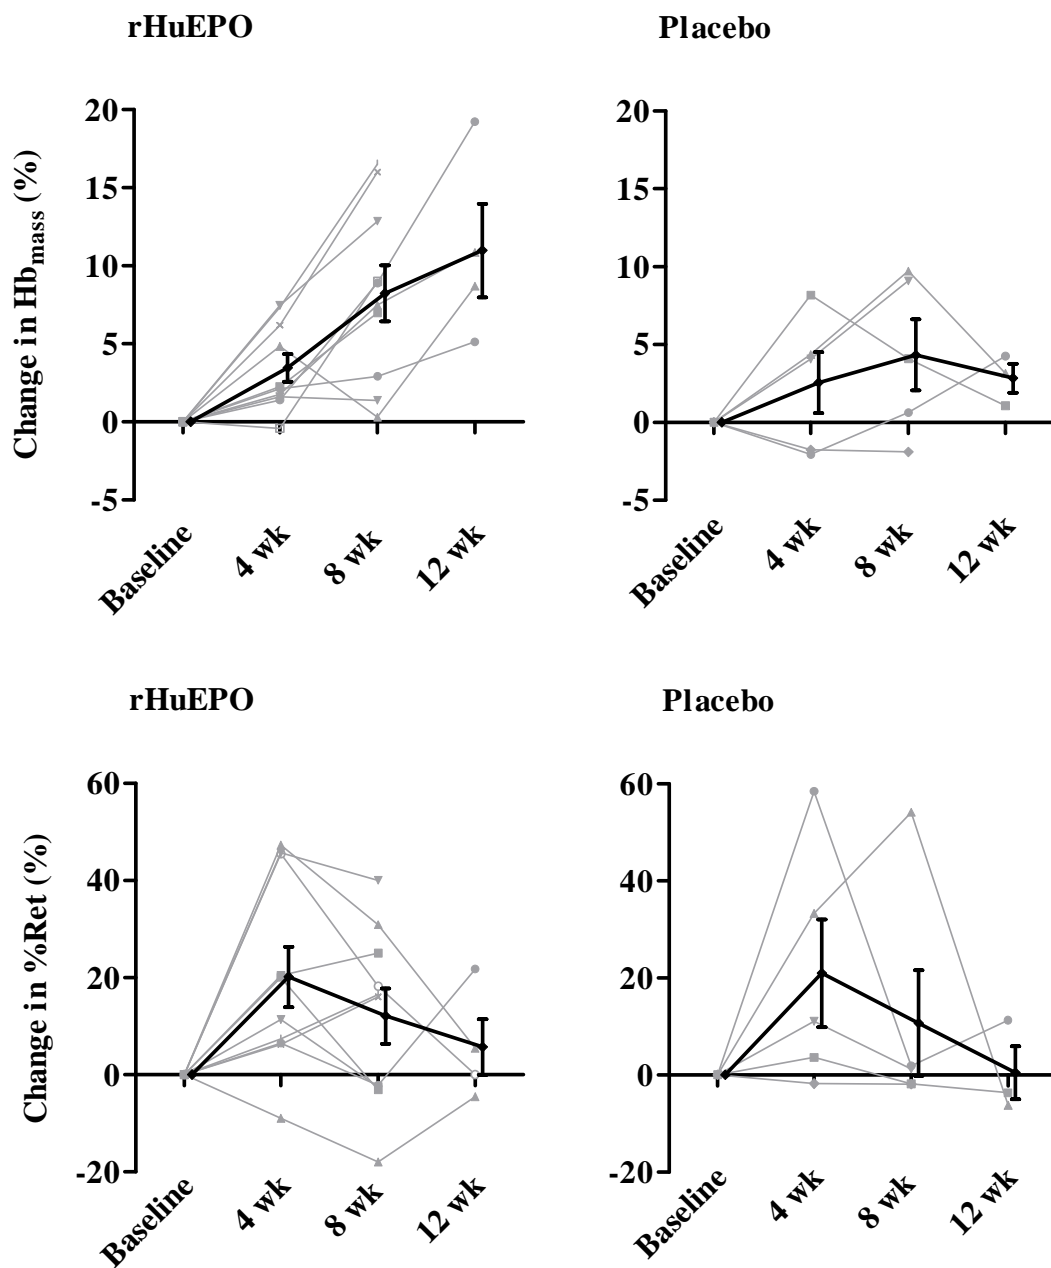 rHuEPO
Placebo
Change in Hbmass (%)
20
15
10
5
0
-5
Baseline
4 wk
8 wk
12 wk
20
15
10
5
0
-5
Baseline
4 wk
8 wk
12 wk
rHuEPO
Placebo
Change in %Ret (%)
60
40
20
0
-20
Baseline
4 wk
8 wk
12 wk
60
40
20
0
-20
Baseline
4 wk
8 wk
12 wk